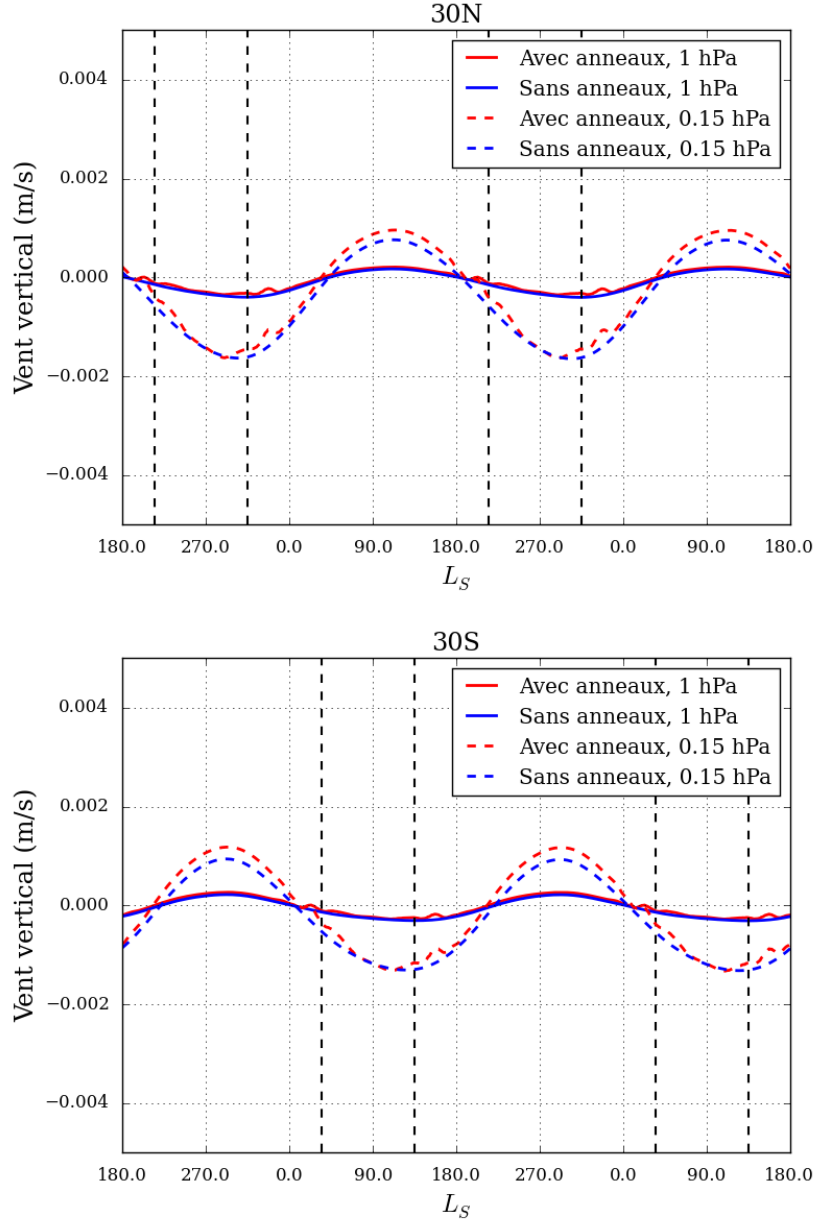 30N
Avec anneaux, 1 hPa
Sans anneaux, 1 hPa
Avec anneaux, 0.15 hPa
Sans anneaux, 0.15 hPa
Vent vertical (m/s)
0.004
0.002
0.000
−0.002
−0.004
180.0 270.0 0.0 90.0 180.0 270.0 0.0 90.0 180.0
L_S
30S
Avec anneaux, 1 hPa
Sans anneaux, 1 hPa
Avec anneaux, 0.15 hPa
Sans anneaux, 0.15 hPa
Vent vertical (m/s)
0.004
0.002
0.000
−0.002
−0.004
180.0 270.0 0.0 90.0 180.0 270.0 0.0 90.0 180.0
L_S